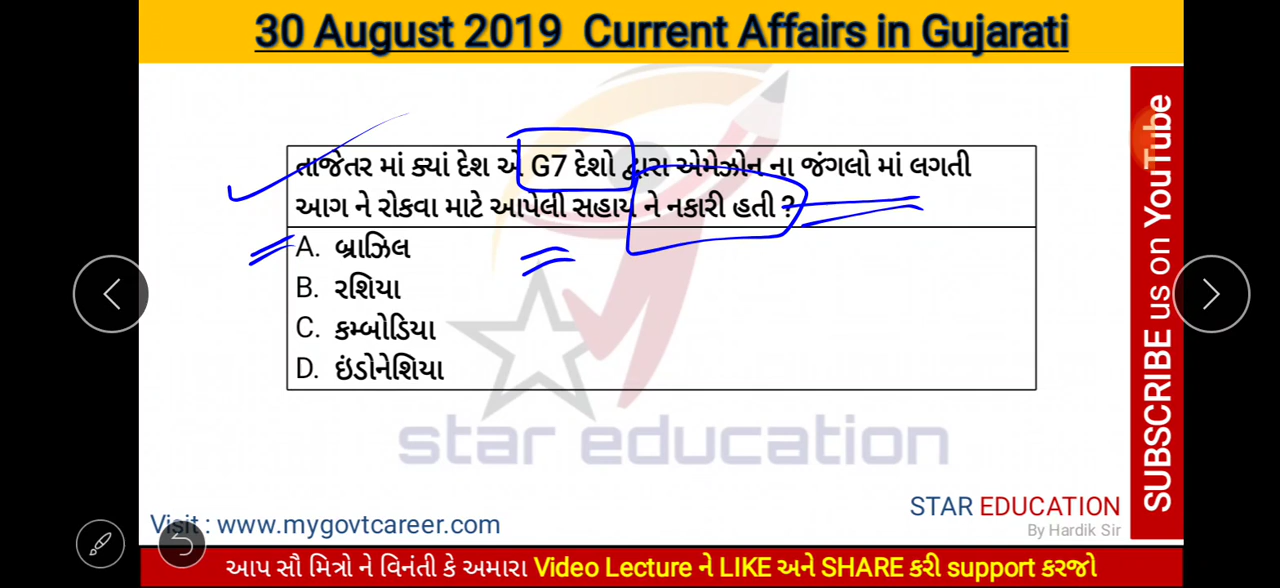 30 August 2019 Current Affairs in Gujarati
તાજેતર માં ક્યાં દેશ એ G7 દેશો દ્વારા એમેઝોન ના જંગલો માં લગતી
આગ ને રોકવા માટે આપેલી સહાય ને નકારી હતી ?
A. બ્રાઝિલ
B. રશિયા
C. કમ્બોડિયા
D. ઇંડોનેશિયા
star education
STAR EDUCATION
By Hardik Sir
Visit : www.mygovtcareer.com
આપ સૌ મિત્રો ને વિનંતી કે અમારા Video Lecture ને LIKE અને SHARE કરી support કરજો
SUBSCRIBE us on YouTube